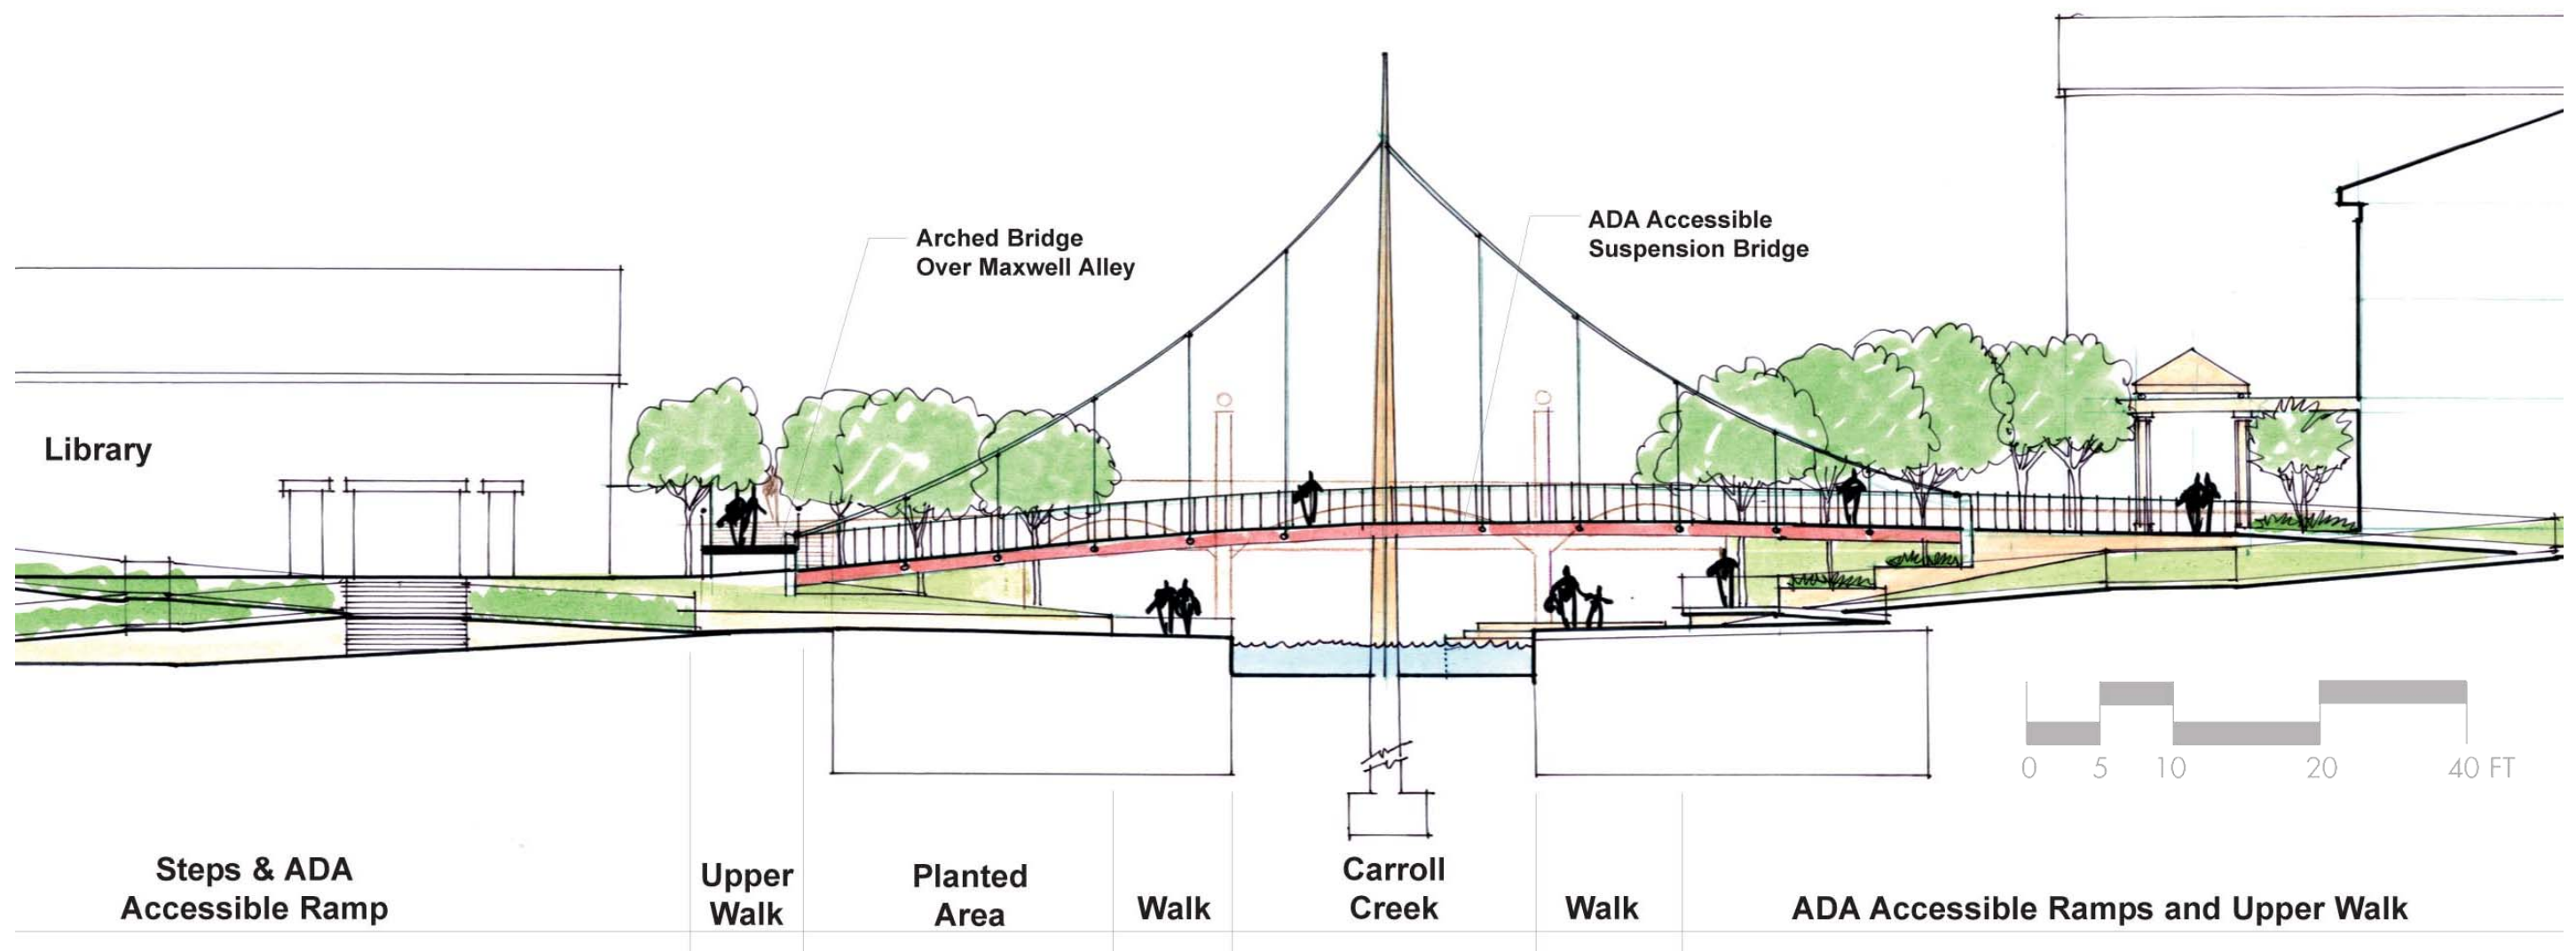 Arched Bridge
Over Maxwell Alley
ADA Accessible
Suspension Bridge
Library
0 5 10 20 40 FT
Steps & ADA
Accessible Ramp
Upper
Walk
Planted
Area
Walk
Carroll
Creek
Walk
ADA Accessible Ramps and Upper Walk